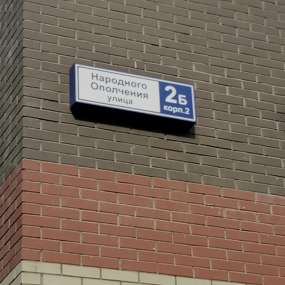 Народного
Ополчения
улица
2Б
корп.2